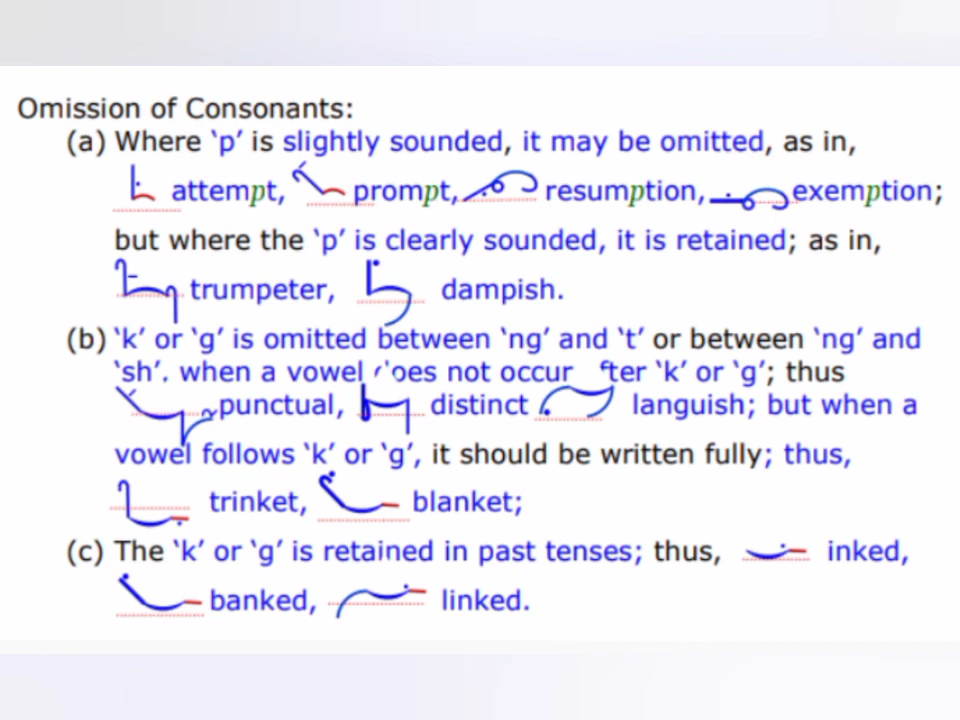 Omission of Consonants:
(a) Where ‘p’ is slightly sounded, it may be omitted, as in,
attempt, prompt, resumption, exemption;
but where the ‘p’ is clearly sounded, it is retained; as in,
trumpeter, dampish.
(b) ‘k’ or ‘g’ is omitted between ‘ng’ and ‘t’ or between ‘ng’ and
‘sh’. when a vowel oes not occur fter ‘k’ or ‘g’; thus
punctual, distinct languish; but when a
vowel follows ‘k’ or ‘g’, it should be written fully; thus,
trinket, blanket;
(c) The ‘k’ or ‘g’ is retained in past tenses; thus, inked,
banked, linked.